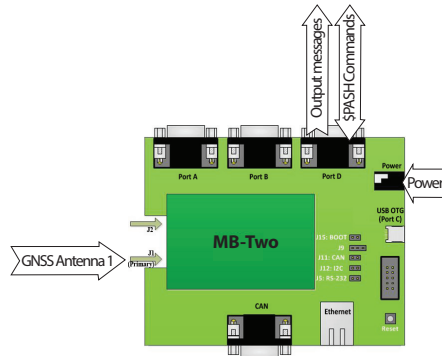 Output messages
$PASH Commands
Port A
Port B
Port D
Power
Power
USB OTG
(Port C)
J2
MB-Two
J15: BOOT
J9
J11: CAN
J12: I2C
J5: RS-232
GNSS Antenna 1
J1
(Primary)
CAN
Ethernet
Reset